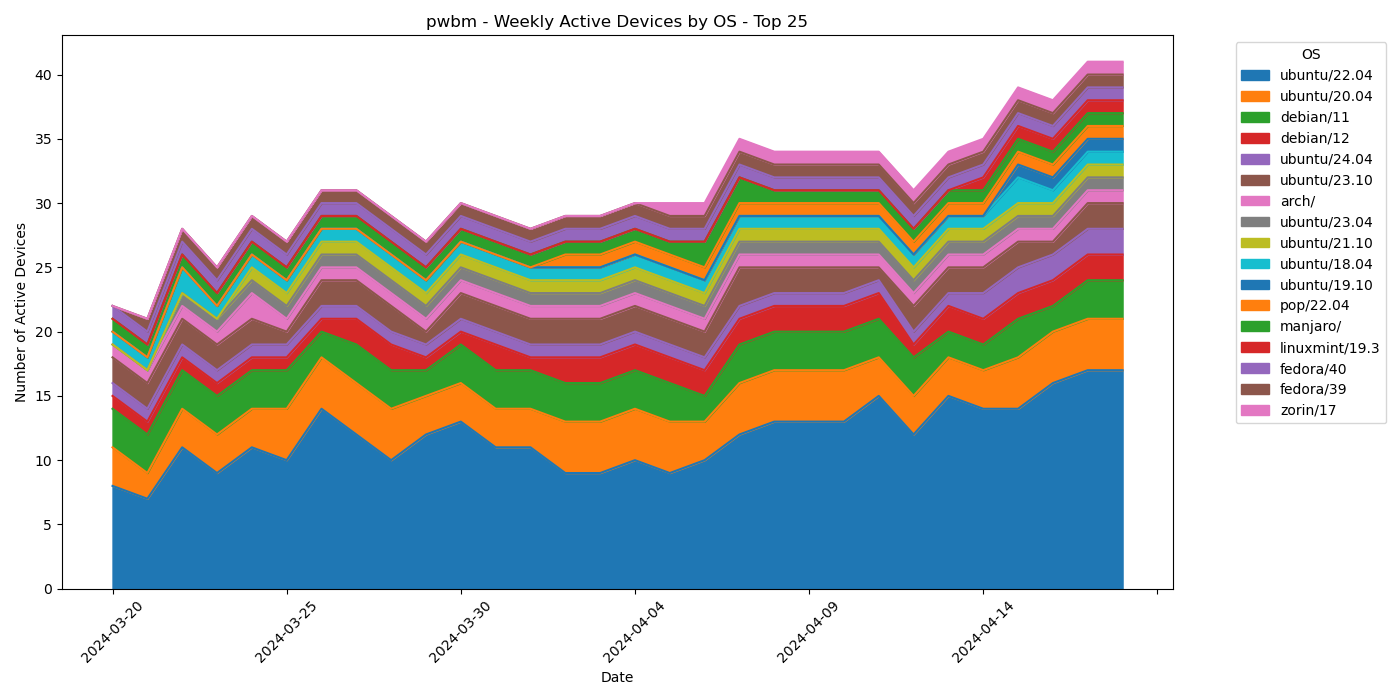 pwbm - Weekly Active Devices by OS - Top 25
Number of Active Devices
40
35
30
25
20
15
10
5
0
2024-03-20
2024-03-25
2024-03-30
2024-04-04
2024-04-09
2024-04-14
Date
OS
ubuntu/22.04
ubuntu/20.04
debian/11
debian/12
ubuntu/24.04
ubuntu/23.10
arch/
ubuntu/23.04
ubuntu/21.10
ubuntu/18.04
ubuntu/19.10
pop/22.04
manjaro/
linuxmint/19.3
fedora/40
fedora/39
zorin/17